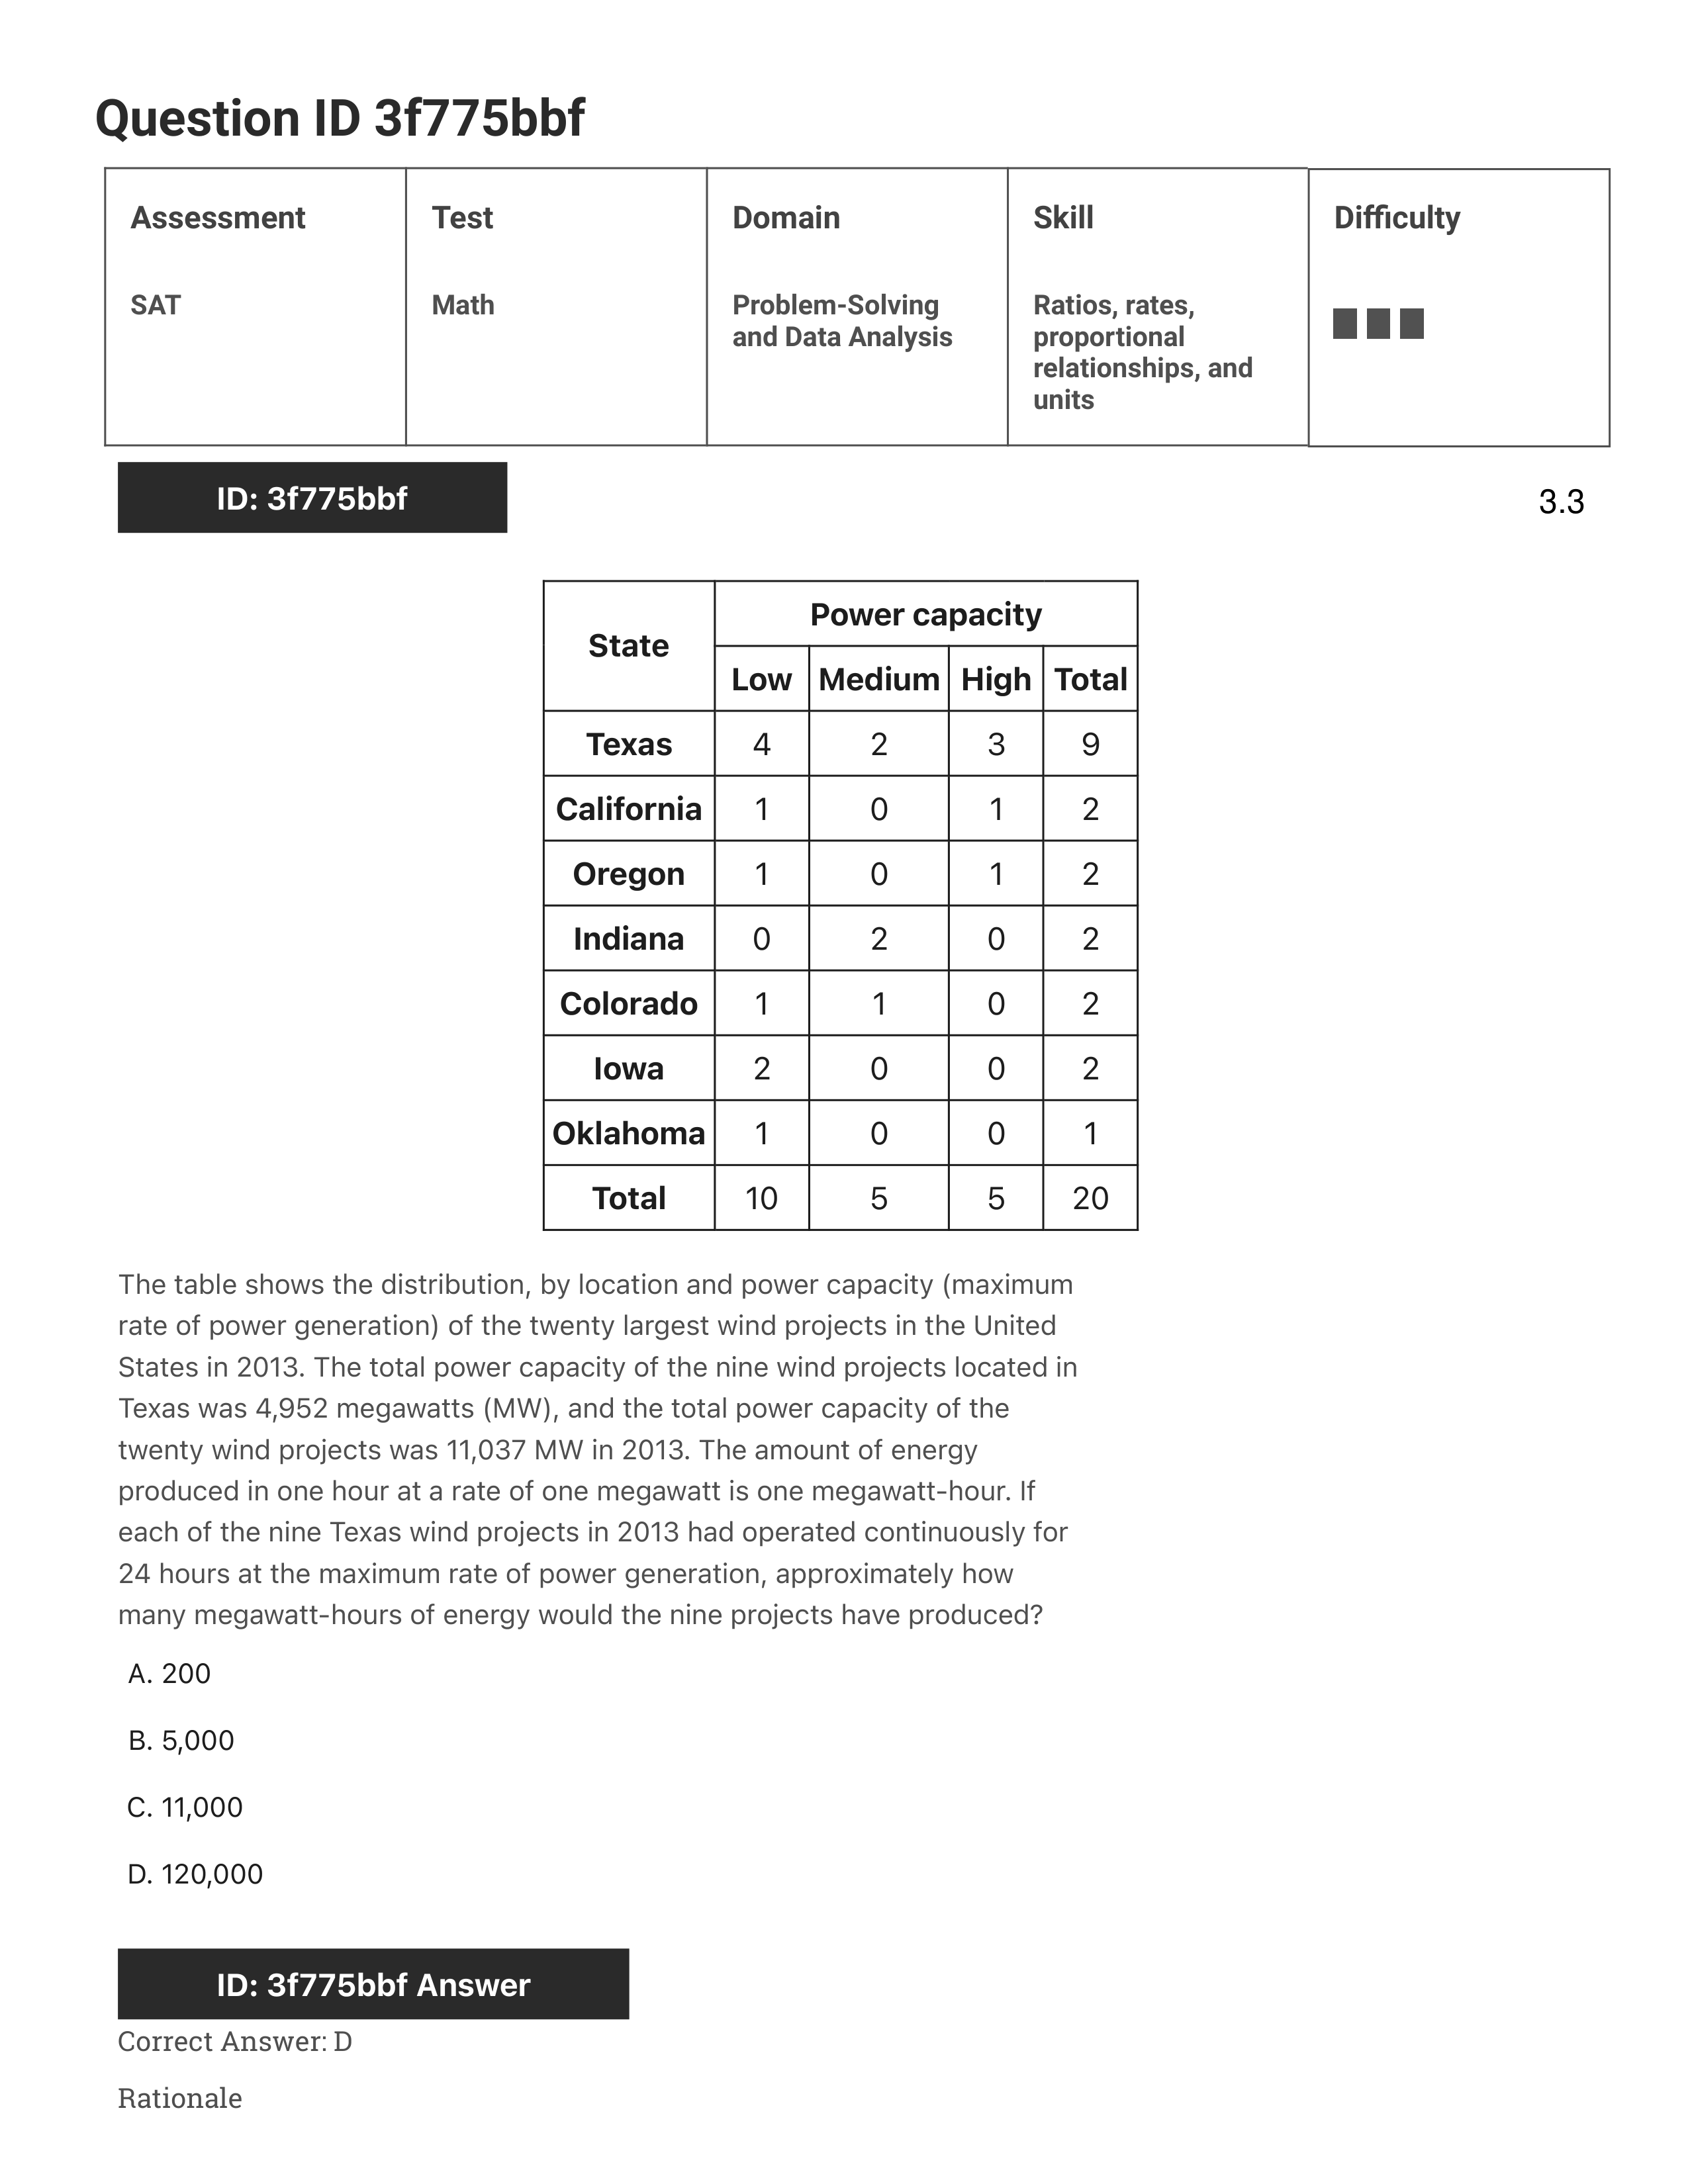 Question ID 3f775bbf
Assessment Test Domain Skill Difficulty
SAT Math Problem-Solving and Data Analysis Ratios, rates, proportional relationships, and units
ID: 3f775bbf
3.3
State Power capacity
Low Medium High Total
Texas 4 2 3 9
California 1 0 1 2
Oregon 1 0 1 2
Indiana 0 2 0 2
Colorado 1 1 0 2
Iowa 2 0 0 2
Oklahoma 1 0 0 1
Total 10 5 5 20
The table shows the distribution, by location and power capacity (maximum
rate of power generation) of the twenty largest wind projects in the United
States in 2013. The total power capacity of the nine wind projects located in
Texas was 4,952 megawatts (MW), and the total power capacity of the
twenty wind projects was 11,037 MW in 2013. The amount of energy
produced in one hour at a rate of one megawatt is one megawatt-hour. If
each of the nine Texas wind projects in 2013 had operated continuously for
24 hours at the maximum rate of power generation, approximately how
many megawatt-hours of energy would the nine projects have produced?
A. 200
B. 5,000
C. 11,000
D. 120,000
ID: 3f775bbf Answer
Correct Answer: D
Rationale